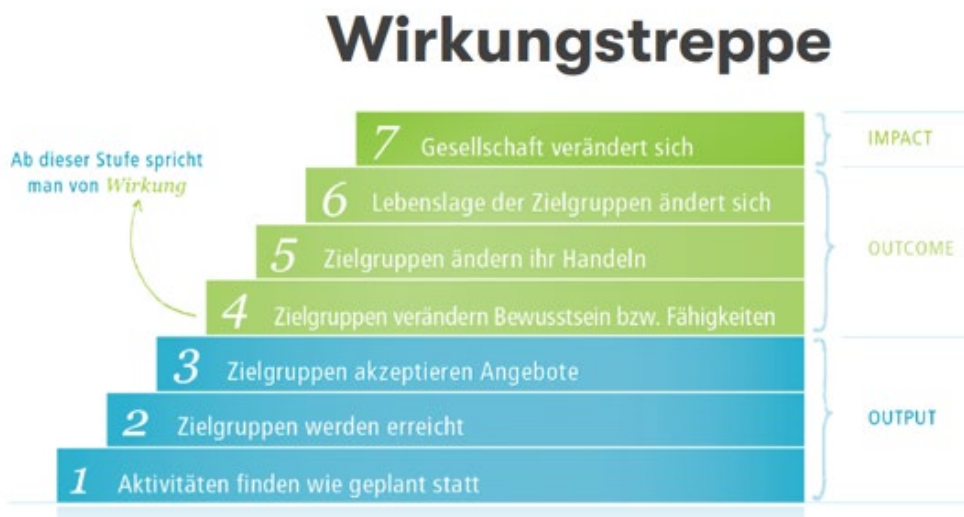 Wirkungstreppe
Ab dieser Stufe spricht
man von Wirkung
7 Gesellschaft verändert sich
IMPACT
6 Lebenslage der Zielgruppen ändert sich
5 Zielgruppen ändern ihr Handeln
OUTCOME
4 Zielgruppen verändern Bewusstsein bzw. Fähigkeiten
3 Zielgruppen akzeptieren Angebote
2 Zielgruppen werden erreicht
OUTPUT
1 Aktivitäten finden wie geplant statt